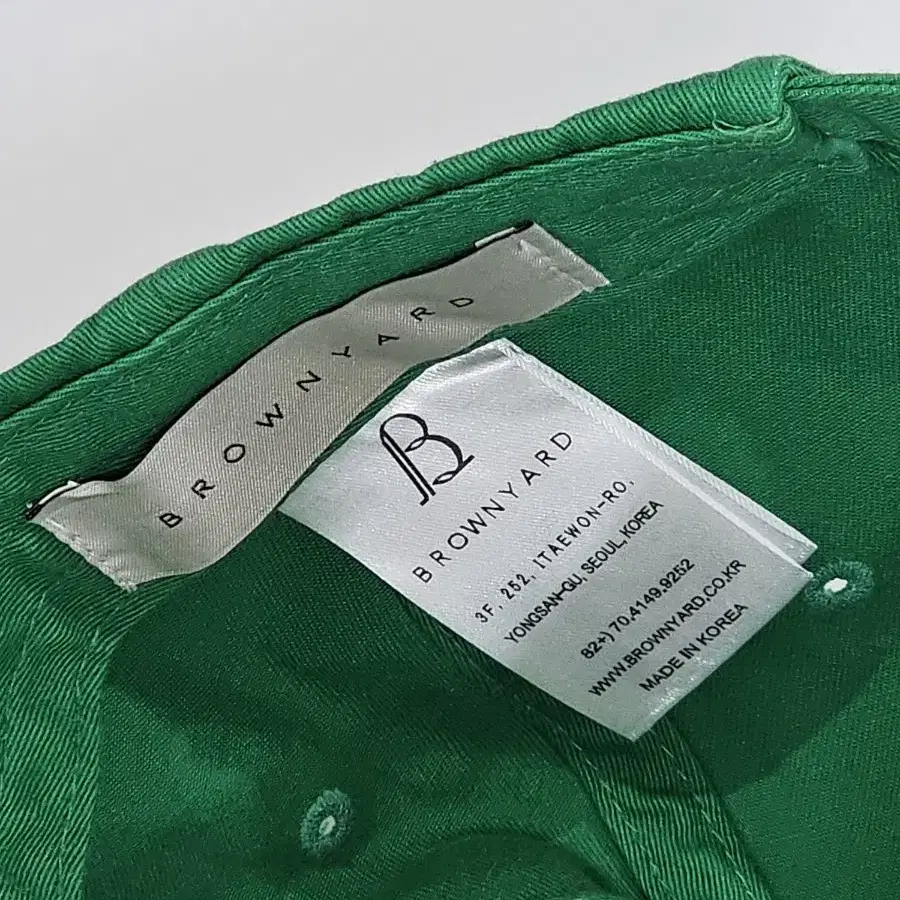 BROWNYARD
B
BROWNYARD
3F, 252, ITAEWON-RO,
YONGSAN-GU, SEOUL, KOREA
82+) 70.4149.9252
WWW.BROWNYARD.CO.KR
MADE IN KOREA